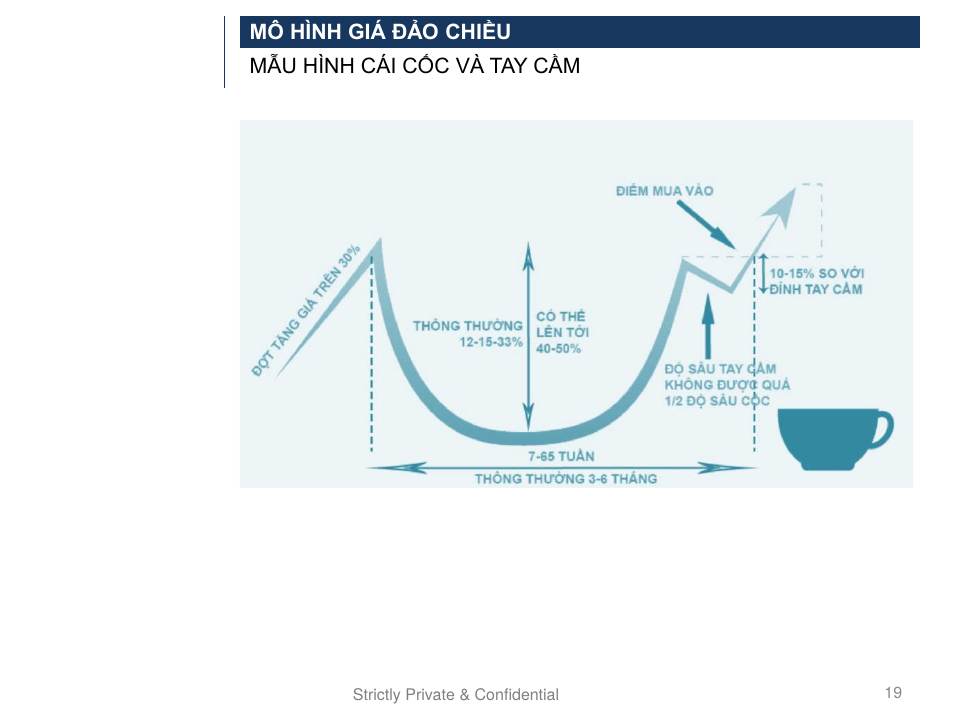 MÔ HÌNH GIÁ ĐẢO CHIỀU
MẪU HÌNH CÁI CỐC VÀ TAY CẦM
ĐIỂM MUA VÀO
ĐỢT TĂNG GIÁ TRÊN 30%
10-15% SO VỚI
ĐỈNH TAY CẦM
THÔNG THƯỜNG
12-15-33%
CÓ THỂ
LÊN TỚI
40-50%
ĐỘ SÂU TAY CẦM
KHÔNG ĐƯỢC QUÁ
1/2 ĐỘ SÂU CỐC
7-65 TUẦN
THÔNG THƯỜNG 3-6 THÁNG
Strictly Private & Confidential
19